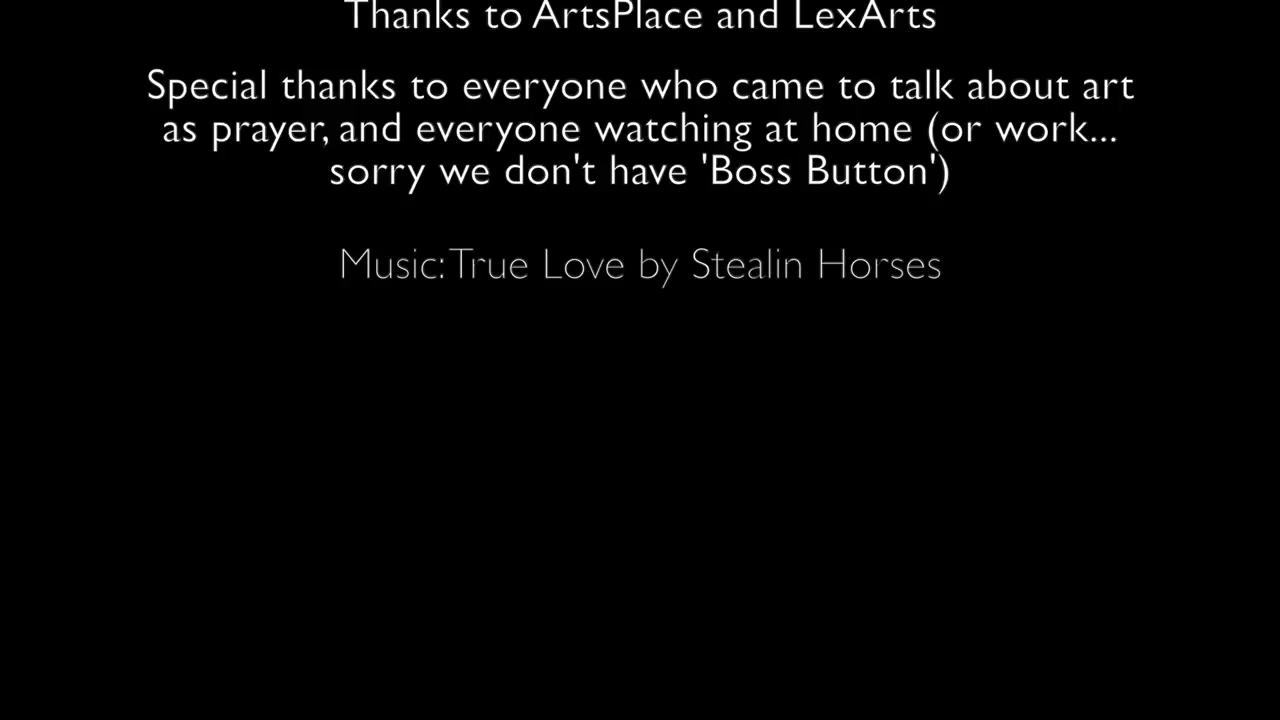 Thanks to ArtsPlace and LexArts
Special thanks to everyone who came to talk about art
as prayer, and everyone watching at home (or work...
sorry we don't have 'Boss Button')
Music: True Love by Stealin Horses